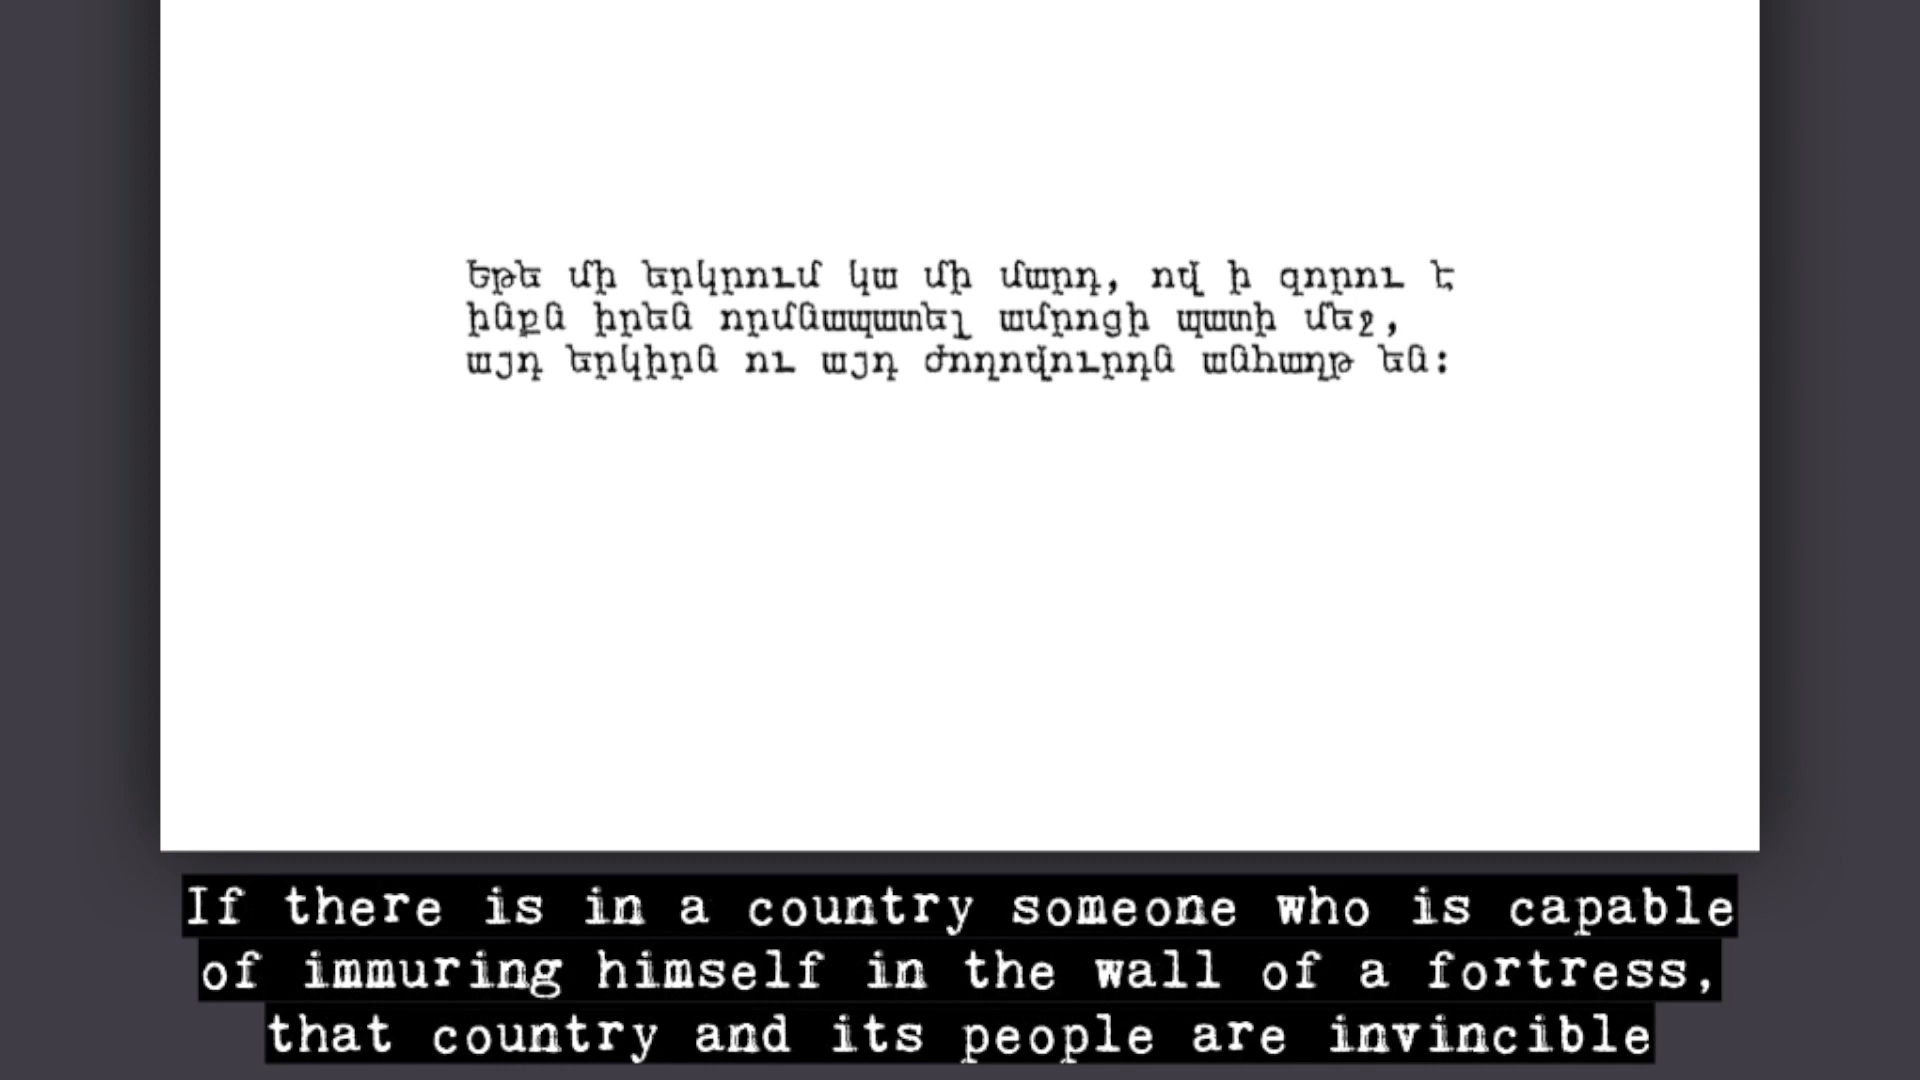 Եթե մի երկրում կա մի մարդ, ով ի զորու է
ինքն իրեն որմնապատել ամրոցի պատի մեջ,
այդ երկիրն ու այդ ժողովուրդն անհաղթ են:
If there is in a country someone who is capable
of immuring himself in the wall of a fortress,
that country and its people are invincible